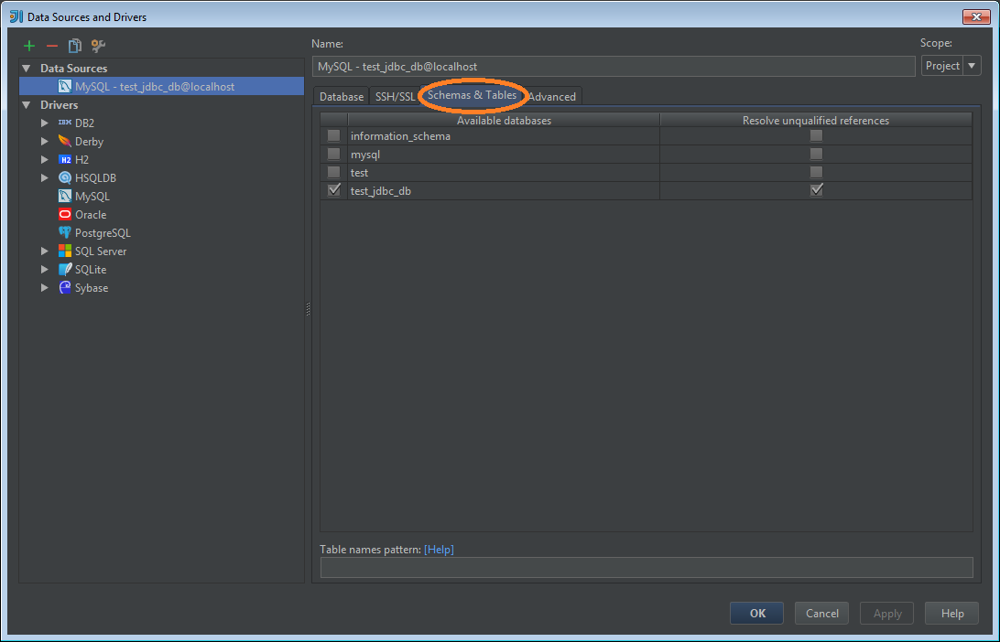 Data Sources and Drivers
Name:
Scope:
MySQL - test_jdbc_db@localhost
Project
Data Sources
MySQL - test_jdbc_db@localhost
Drivers
IBM DB2
Derby
H2 H2
HSQLDB
MySQL
Oracle
PostgreSQL
SQL Server
SQLite
Sybase
Database SSH/SSL Schemas & Tables Advanced
Available databases Resolve unqualified references
information_schema
mysql
test
test_jdbc_db
Table names pattern: [Help]
OK Cancel Apply Help